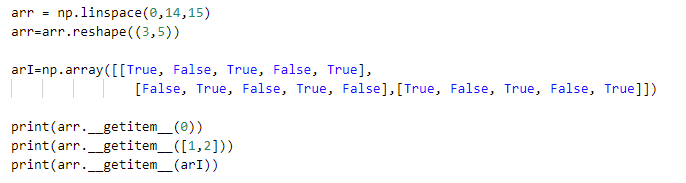 arr = np.linspace(0,14,15)
arr=arr.reshape((3,5))
arI=np.array([[True, False, True, False, True],
[False, True, False, True, False],[True, False, True, False, True]])
print(arr.__getitem__(0))
print(arr.__getitem__([1,2]))
print(arr.__getitem__(arI))